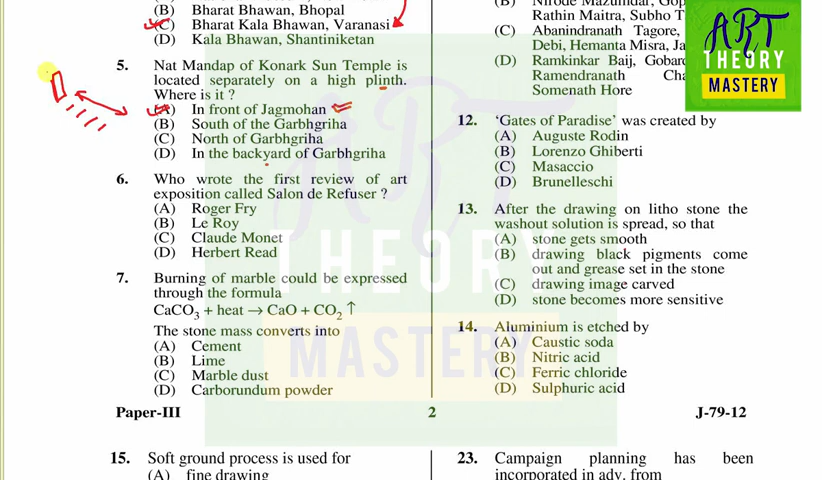 (B) Bharat Bhawan, Bhopal
(C) Bharat Kala Bhawan, Varanasi
(D) Kala Bhawan, Shantiniketan
5. Nat Mandap of Konark Sun Temple is
located separately on a high plinth.
Where is it ?
(A) In front of Jagmohan
(B) South of the Garbhgriha
(C) North of Garbhgriha
(D) In the backyard of Garbhgriha
6. Who wrote the first review of art
exposition called Salon de Refuser ?
(A) Roger Fry
(B) Le Roy
(C) Claude Monet
(D) Herbert Read
7. Burning of marble could be expressed
through the formula
CaCO3 + heat → CaO + CO2 ↑
The stone mass converts into
(A) Cement
(B) Lime
(C) Marble dust
(D) Carborundum powder
(B) Nirode Mazumdar,
Rathin Maitra, Subho
(C) Abanindranath Tagore,
Debi, Hemanta Misra,
(D) Ramkinkar Baij,
Ramendranath
Somenath Hore
12. ‘Gates of Paradise’ was created by
(A) Auguste Rodin
(B) Lorenzo Ghiberti
(C) Masaccio
(D) Brunelleschi
13. After the drawing on litho stone the
washout solution is spread, so that
(A) stone gets smooth
(B) drawing black pigments come
out and grease set in the stone
(C) drawing image carved
(D) stone becomes more sensitive
14. Aluminium is etched by
(A) Caustic soda
(B) Nitric acid
(C) Ferric chloride
(D) Sulphuric acid
Paper-III 2 J-79-12
15. Soft ground process is used for
(A) fine drawing
23. Campaign planning has been
incorporated in adv. from
ART
THEORY
MASTERY
ART
THEORY
MASTERY